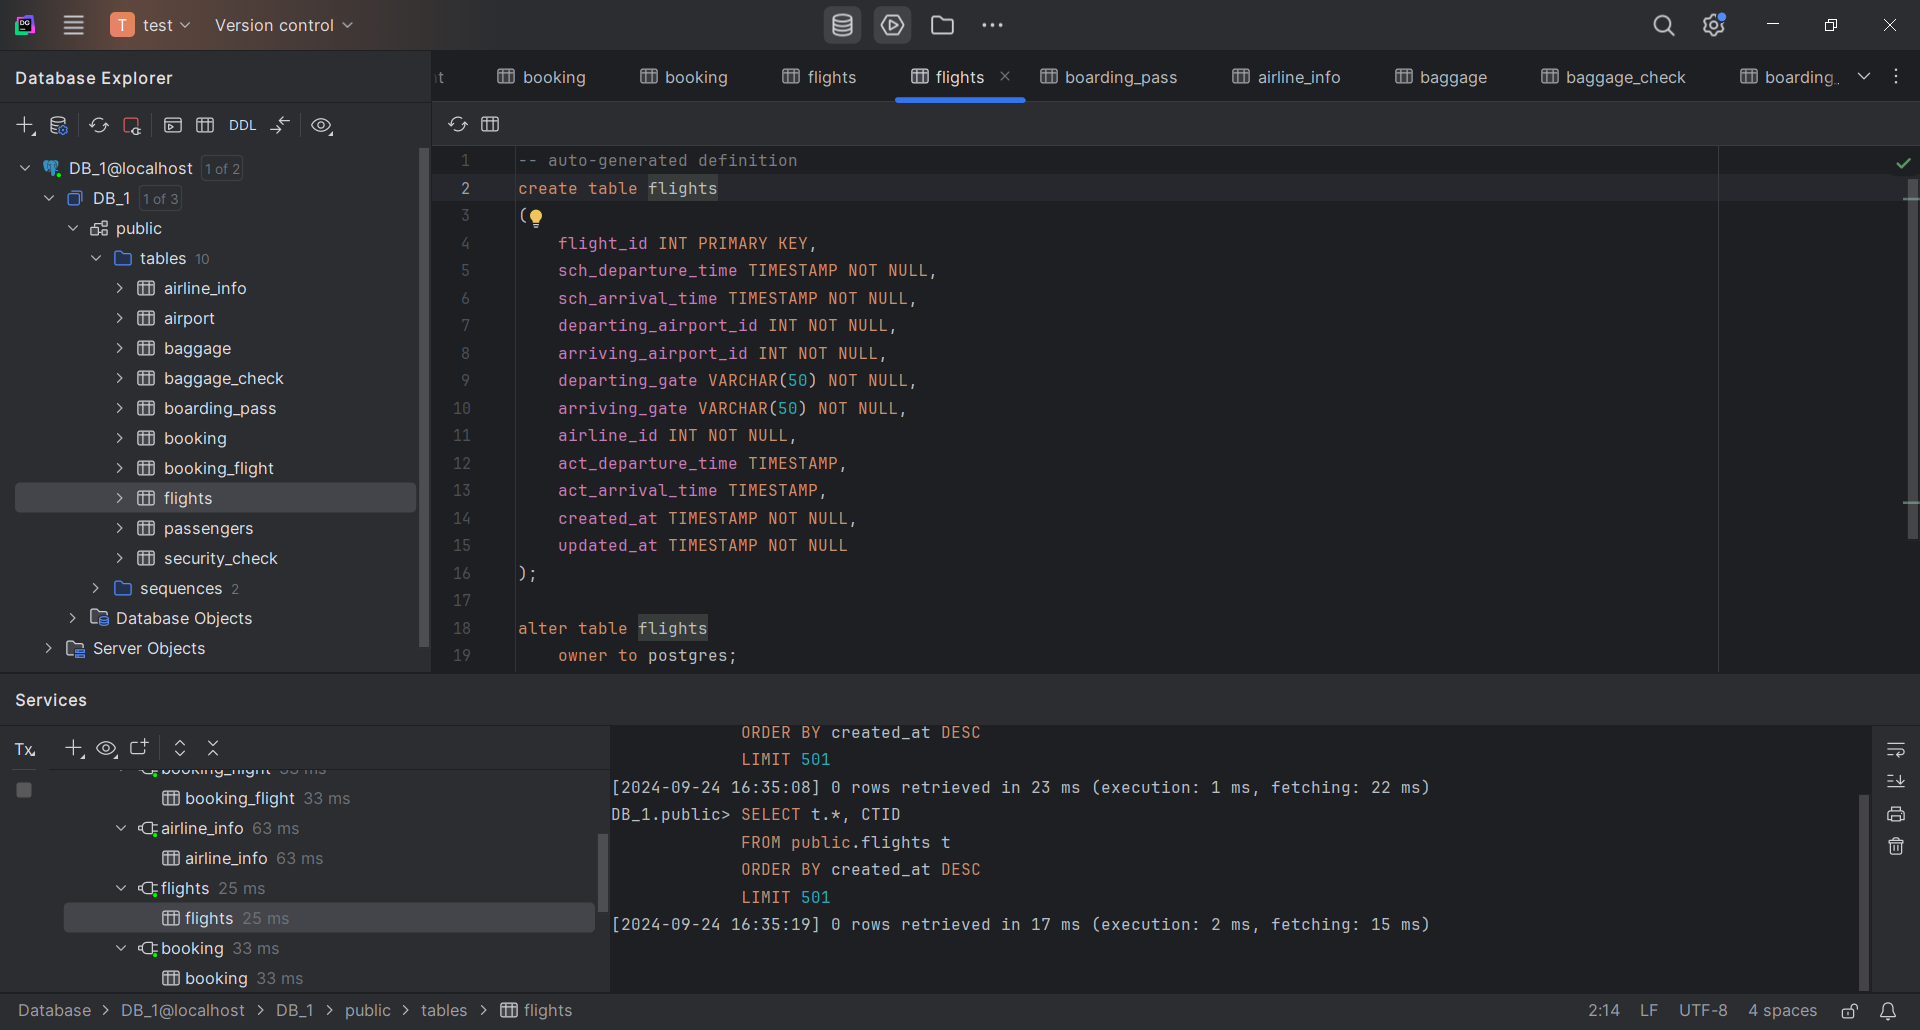 T test Version control
Database Explorer
t booking booking flights flights boarding_pass airline_info baggage baggage_check boarding..
DDL
DB_1@localhost 1 of 2
DB_1 1 of 3
public
tables 10
airline_info
airport
baggage
baggage_check
boarding_pass
booking
booking_flight
flights
passengers
security_check
sequences 2
Database Objects
Server Objects
1 -- auto-generated definition
2 create table flights
3 (
4 flight_id INT PRIMARY KEY,
5 sch_departure_time TIMESTAMP NOT NULL,
6 sch_arrival_time TIMESTAMP NOT NULL,
7 departing_airport_id INT NOT NULL,
8 arriving_airport_id INT NOT NULL,
9 departing_gate VARCHAR(50) NOT NULL,
10 arriving_gate VARCHAR(50) NOT NULL,
11 airline_id INT NOT NULL,
12 act_departure_time TIMESTAMP,
13 act_arrival_time TIMESTAMP,
14 created_at TIMESTAMP NOT NULL,
15 updated_at TIMESTAMP NOT NULL
16 );
17
18 alter table flights
19 owner to postgres;
Services
Tx
booking_flight 33 ms
booking_flight 33 ms
airline_info 63 ms
airline_info 63 ms
flights 25 ms
flights 25 ms
booking 33 ms
booking 33 ms
ORDER BY created_at DESC
LIMIT 501
[2024-09-24 16:35:08] 0 rows retrieved in 23 ms (execution: 1 ms, fetching: 22 ms)
DB_1.public> SELECT t.*, CTID
FROM public.flights t
ORDER BY created_at DESC
LIMIT 501
[2024-09-24 16:35:19] 0 rows retrieved in 17 ms (execution: 2 ms, fetching: 15 ms)
Database > DB_1@localhost > DB_1 > public > tables > flights
2:14 LF UTF-8 4 spaces